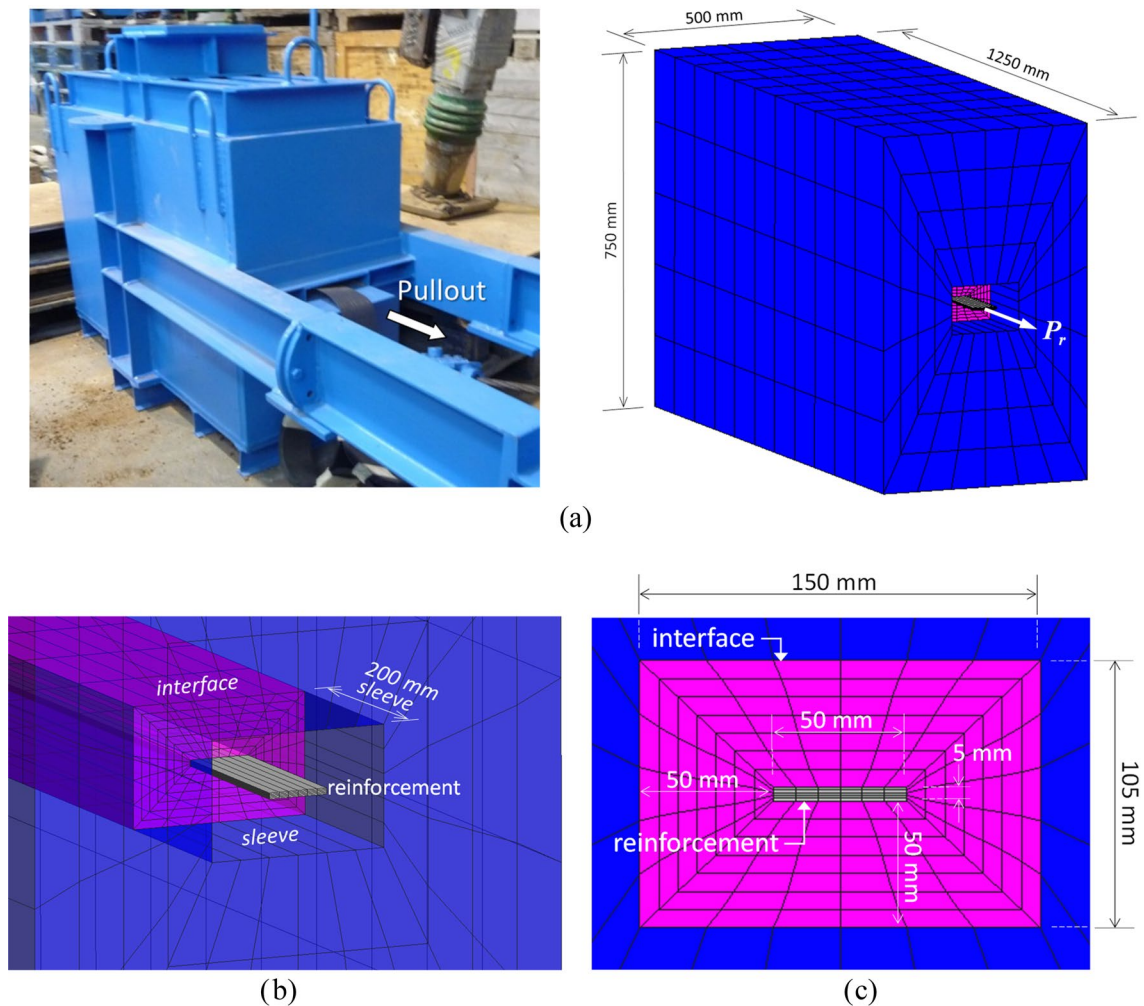 500 mm
1250 mm
750 mm
Pullout
Pr
(a)
200 mm
sleeve
interface
reinforcement
sleeve
(b)
150 mm
interface
50 mm
5 mm
50 mm
105 mm
reinforcement
50 mm
(c)